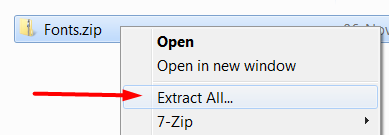 Fonts.zip
Open
Open in new window
Extract All...
7-Zip